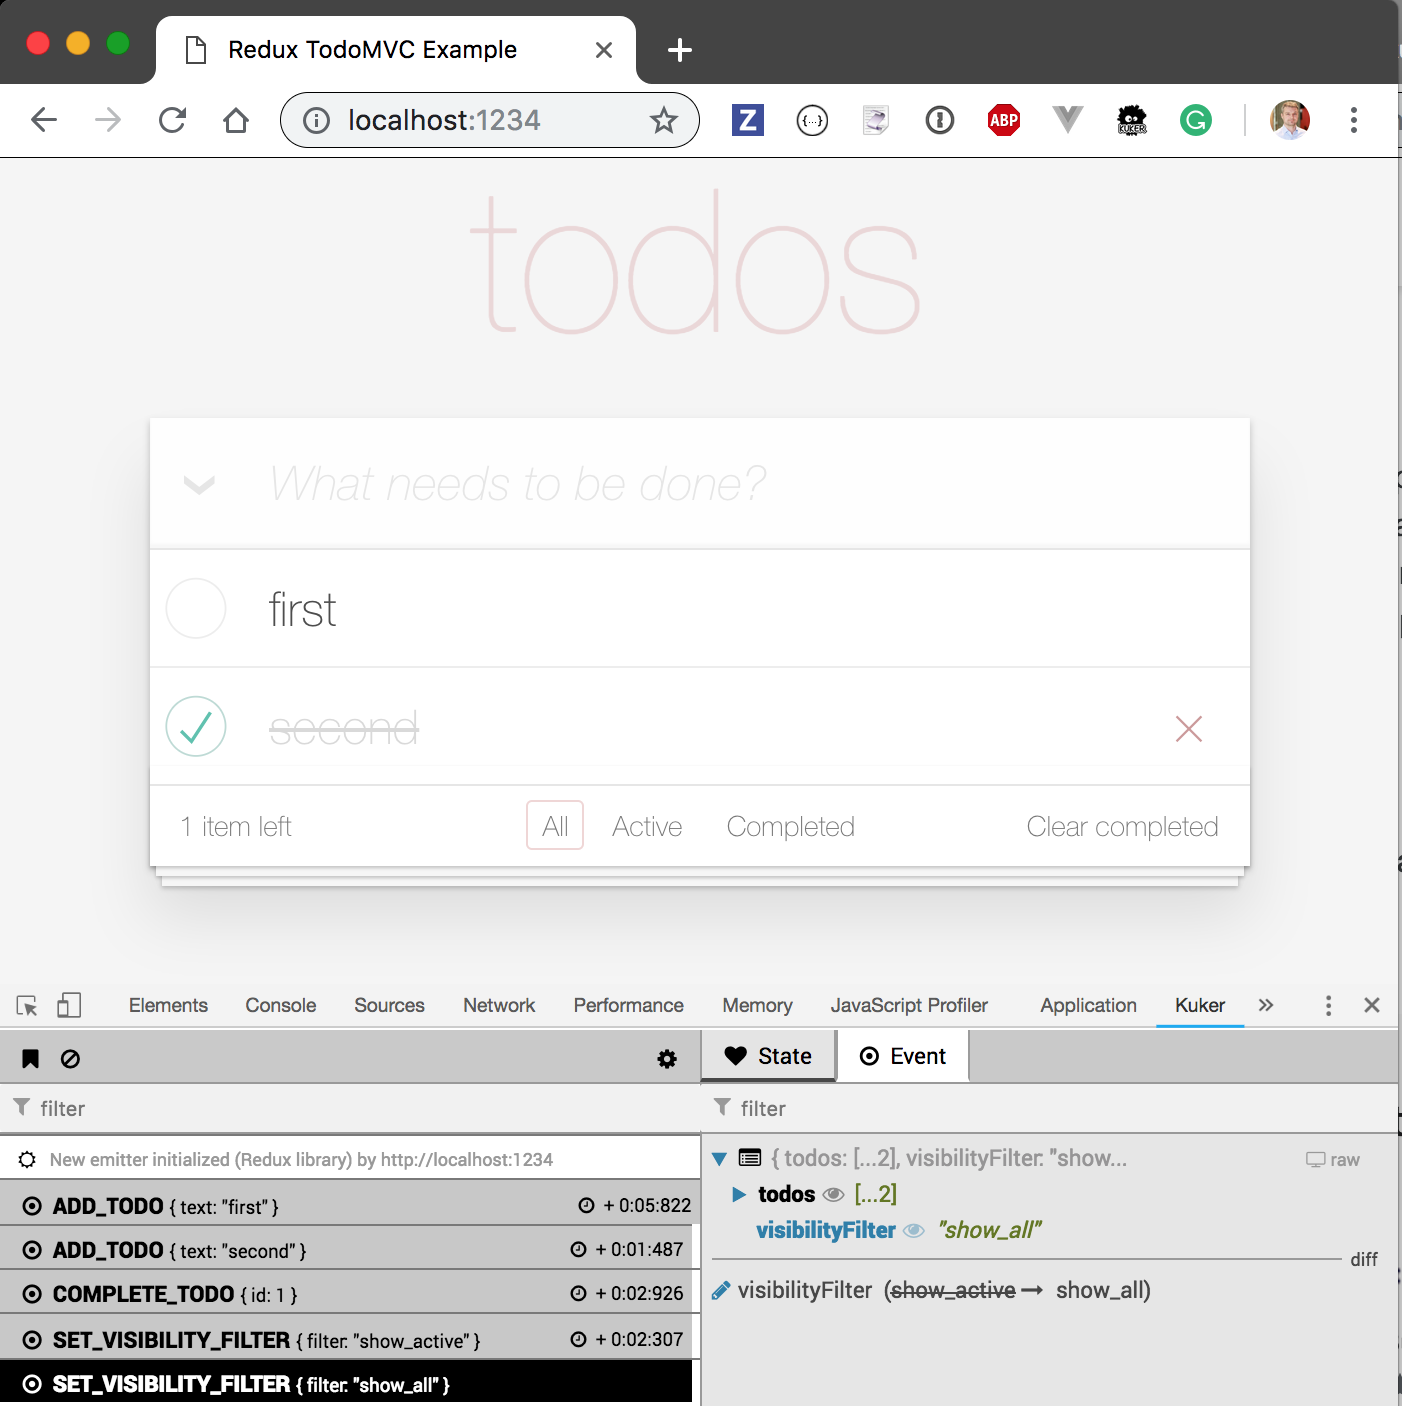 Redux TodoMVC Example
localhost:1234
Z
{...}
ABP
KUKER
G
todos
What needs to be done?
first
second
1 item left All Active Completed Clear completed
Elements Console Sources Network Performance Memory JavaScript Profiler Application Kuker
State Event
filter
filter
New emitter initialized (Redux library) by http://localhost:1234
ADD_TODO { text: "first" } + 0:05:822
ADD_TODO { text: "second" } + 0:01:487
COMPLETE_TODO { id: 1 } + 0:02:926
SET_VISIBILITY_FILTER { filter: "show_active" } + 0:02:307
SET_VISIBILITY_FILTER { filter: "show_all" }
{ todos: [...2], visibilityFilter: "show... raw
todos [...2]
visibilityFilter "show_all"
diff
visibilityFilter (show_active → show_all)